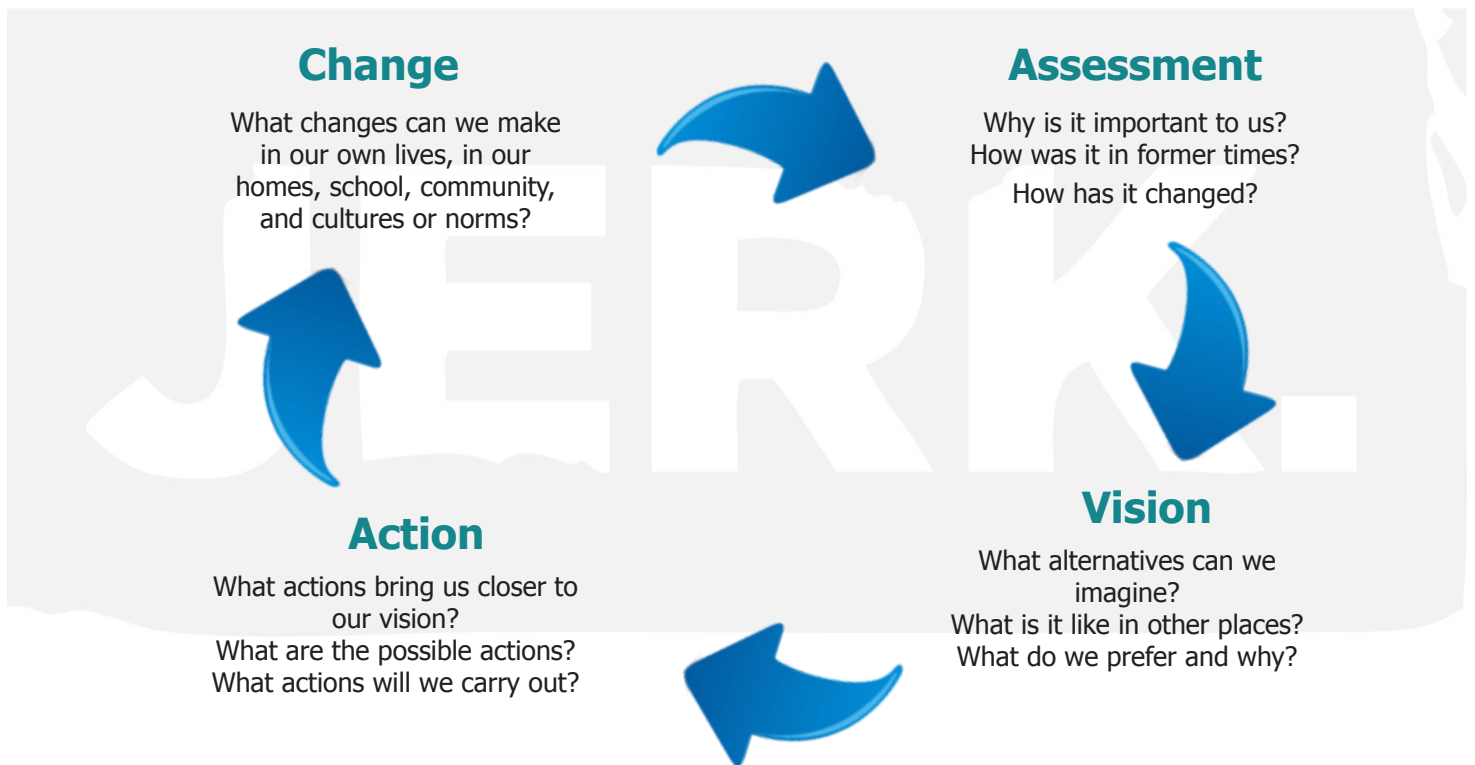 Change
What changes can we make
in our own lives, in our
homes, school, community,
and cultures or norms?
Assessment
Why is it important to us?
How was it in former times?
How has it changed?
Vision
What alternatives can we
imagine?
What is it like in other places?
What do we prefer and why?
Action
What actions bring us closer to
our vision?
What are the possible actions?
What actions will we carry out?
JERK.